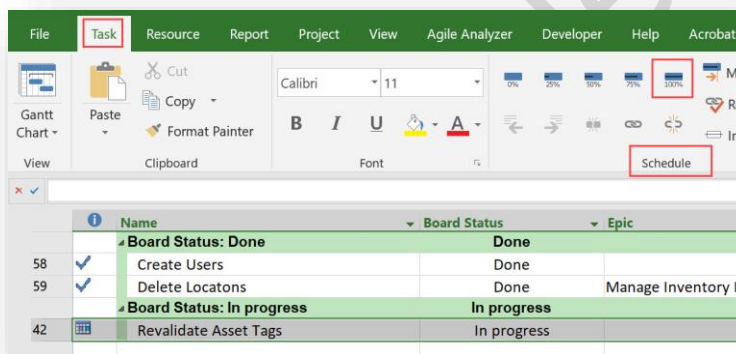 File Task Resource Report Project View Agile Analyzer Developer Help Acrobat
Cut
Calibri 11
0% 25% 50% 75% 100%
Copy
Gantt Chart
Paste
Format Painter
B I U A
View Clipboard Font Schedule
Name Board Status Epic
Board Status: Done Done
58 Create Users Done
59 Delete Locatons Done Manage Inventory
Board Status: In progress In progress
42 Revalidate Asset Tags In progress